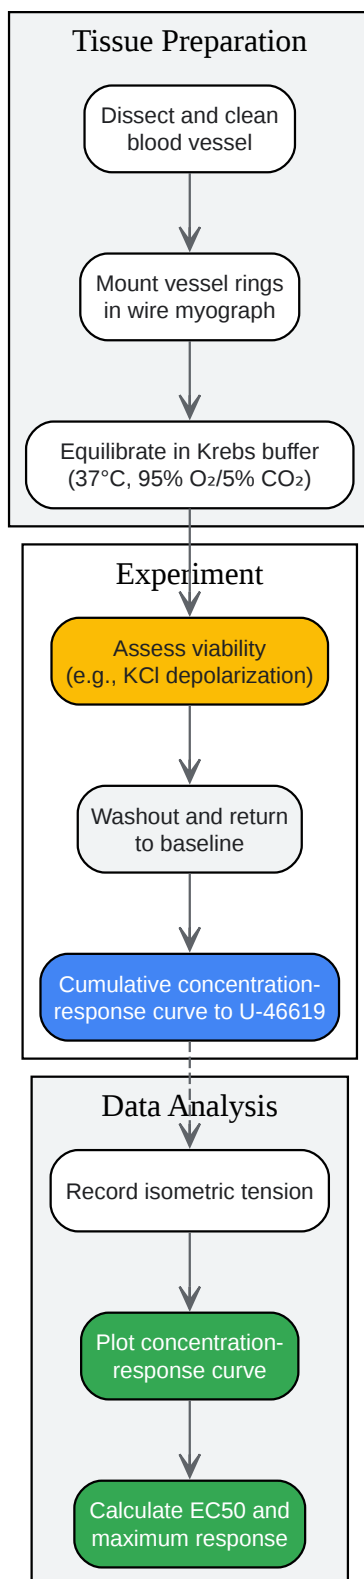 Tissue Preparation
Dissect and clean
blood vessel
Mount vessel rings
in wire myograph
Equilibrate in Krebs buffer
(37°C, 95% O₂/5% CO₂)
Experiment
Assess viability
(e.g., KCl depolarization)
Washout and return
to baseline
Cumulative concentration-
response curve to U-46619
Data Analysis
Record isometric tension
Plot concentration-
response curve
Calculate EC50 and
maximum response